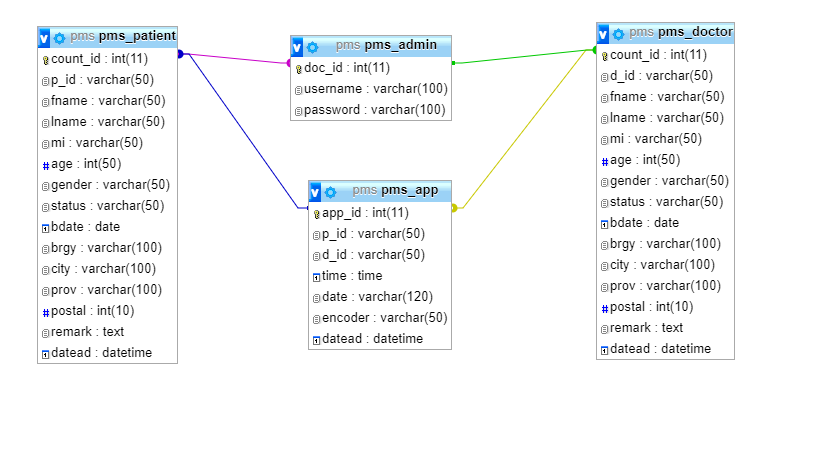 pms pms_patient
count_id : int(11)
p_id : varchar(50)
fname : varchar(50)
lname : varchar(50)
mi : varchar(50)
# age : int(50)
gender : varchar(50)
status : varchar(50)
bdate : date
brgy : varchar(100)
city : varchar(100)
prov : varchar(100)
# postal : int(10)
remark : text
datead : datetime
pms pms_admin
doc_id : int(11)
username : varchar(100)
password : varchar(100)
pms pms_app
app_id : int(11)
p_id : varchar(50)
d_id : varchar(50)
time : time
date : varchar(120)
encoder : varchar(50)
datead : datetime
pms pms_doctor
count_id : int(11)
d_id : varchar(50)
fname : varchar(50)
lname : varchar(50)
mi : varchar(50)
# age : int(50)
gender : varchar(50)
status : varchar(50)
bdate : date
brgy : varchar(100)
city : varchar(100)
prov : varchar(100)
# postal : int(10)
remark : text
datead : datetime